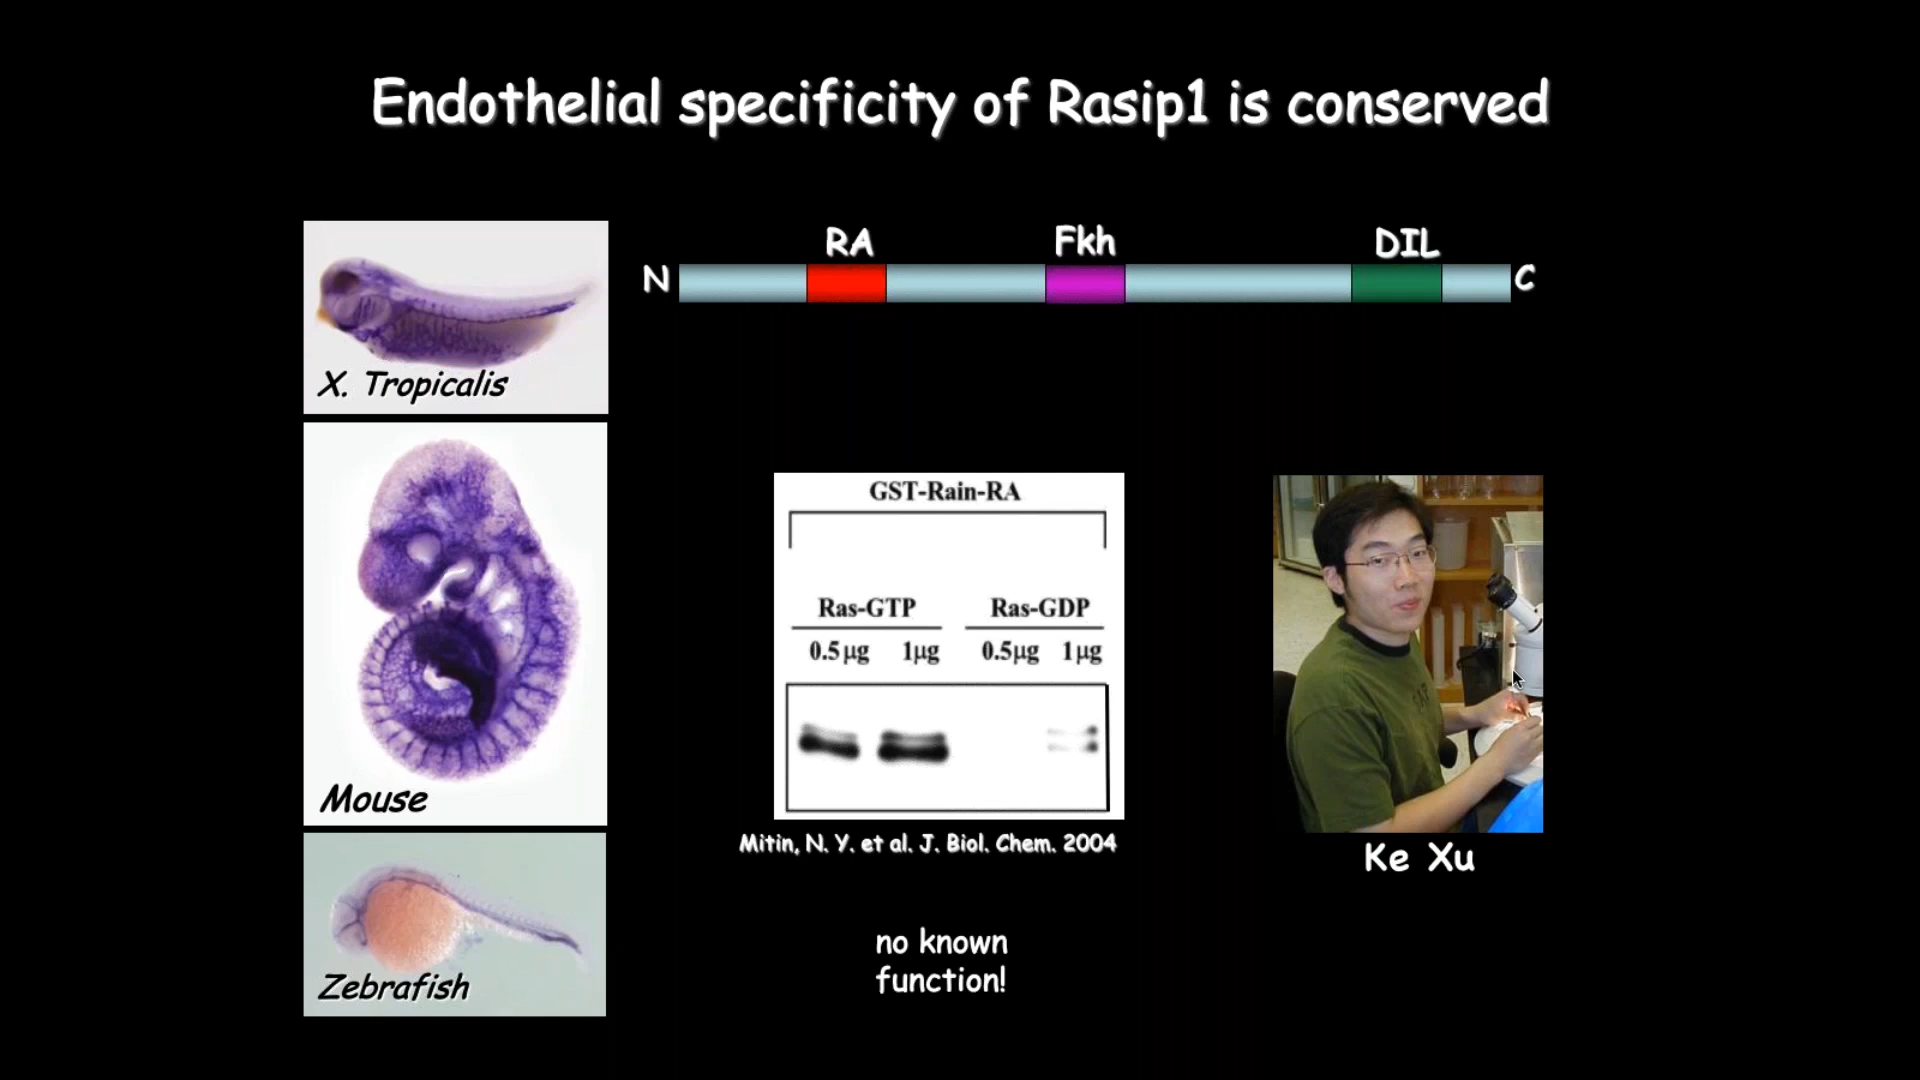 Endothelial specificity of Rasip1 is conserved
X. Tropicalis
Mouse
Zebrafish
RA Fkh DIL
N C
GST-Rain-RA
Ras-GTP Ras-GDP
0.5μg 1μg 0.5μg 1μg
Mitin, N. Y. et al. J. Biol. Chem. 2004
no known
function!
Ke Xu